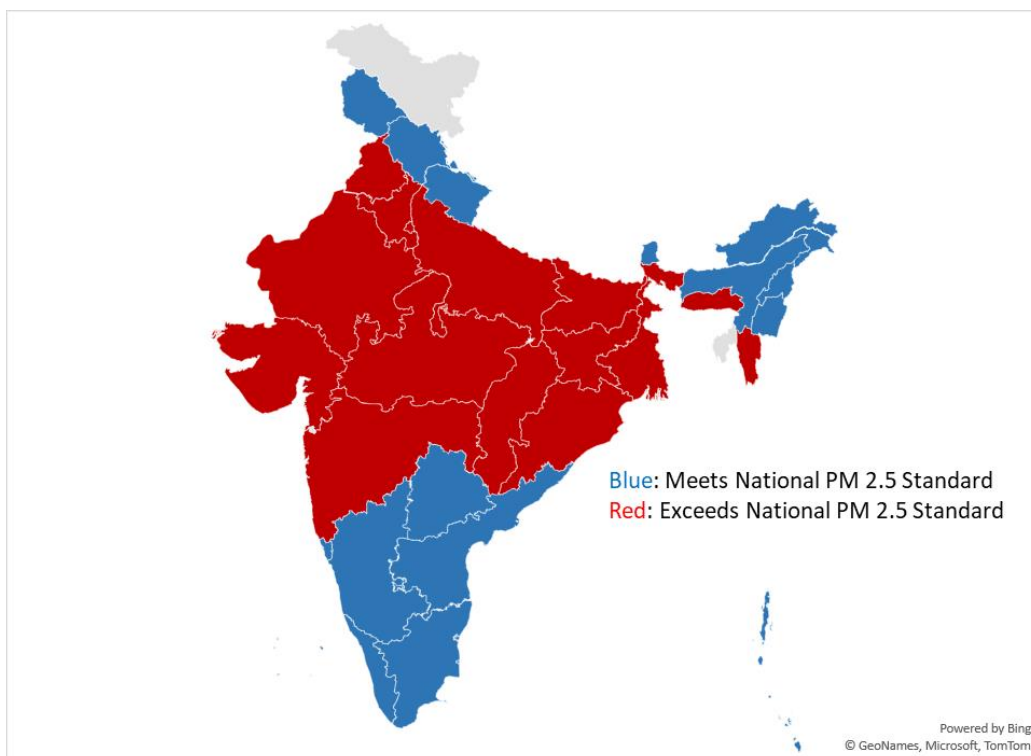 Blue: Meets National PM 2.5 Standard
Red: Exceeds National PM 2.5 Standard
Powered by Bing
© GeoNames, Microsoft, TomTom